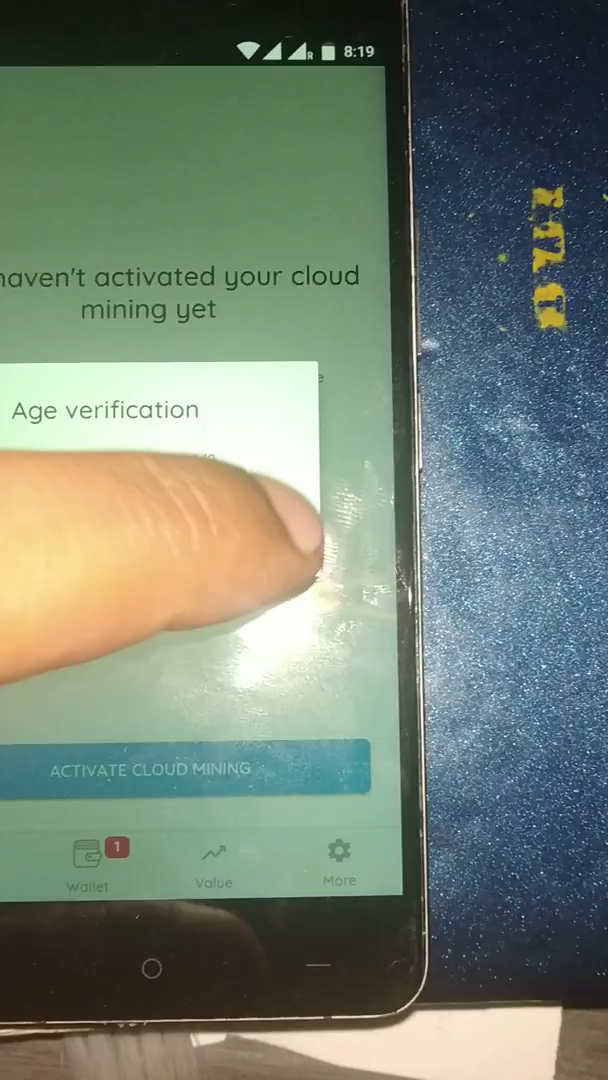 R
8:19
haven't activated your cloud
mining yet
Age verification
ACTIVATE CLOUD MINING
1
Wallet
Value
More